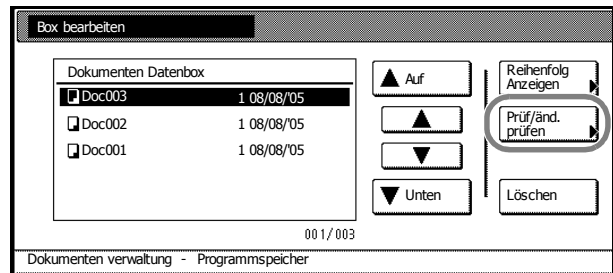 Box bearbeiten
Dokumenten Datenbox
Doc003 1 08/08/'05
Doc002 1 08/08/'05
Doc001 1 08/08/'05
001/003
Auf
Unten
Reihenfolg
Anzeigen
Prüf/änd.
prüfen
Löschen
Dokumenten verwaltung - Programmspeicher